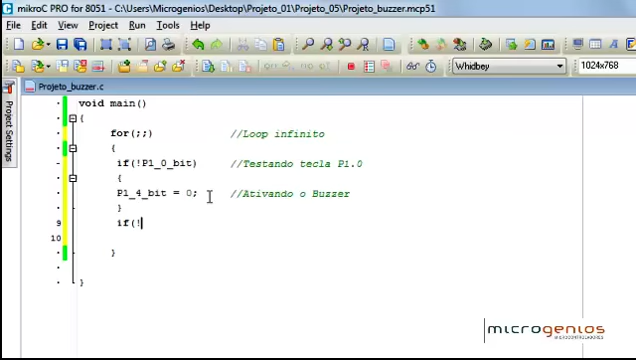 mikroC PRO for 8051 - C:\Users\Microgenios\Desktop\Projeto_01\Projeto_05\Projeto_buzzer.mcp51
File Edit View Project Build Run Tools Help
Whidbey 1024x768
Project Settings
Projeto_buzzer.c
void main()
{
for(;;) //Loop infinito
{
if(!P1_0_bit) //Testando tecla P1.0
{
P1_4_bit = 0; //Ativando o Buzzer
}
9 if(!
10
}
}
microgenios
MICROCONTROLADORES